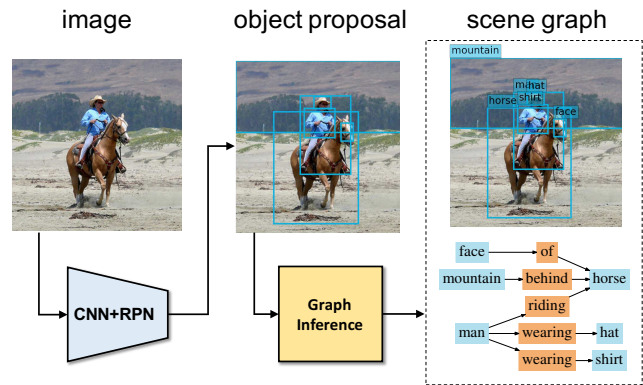 image
object proposal
scene graph
mountain
hat
shirt
horse
face
CNN+RPN
Graph
Inference
face of
mountain behind horse
riding
man wearing hat
wearing shirt